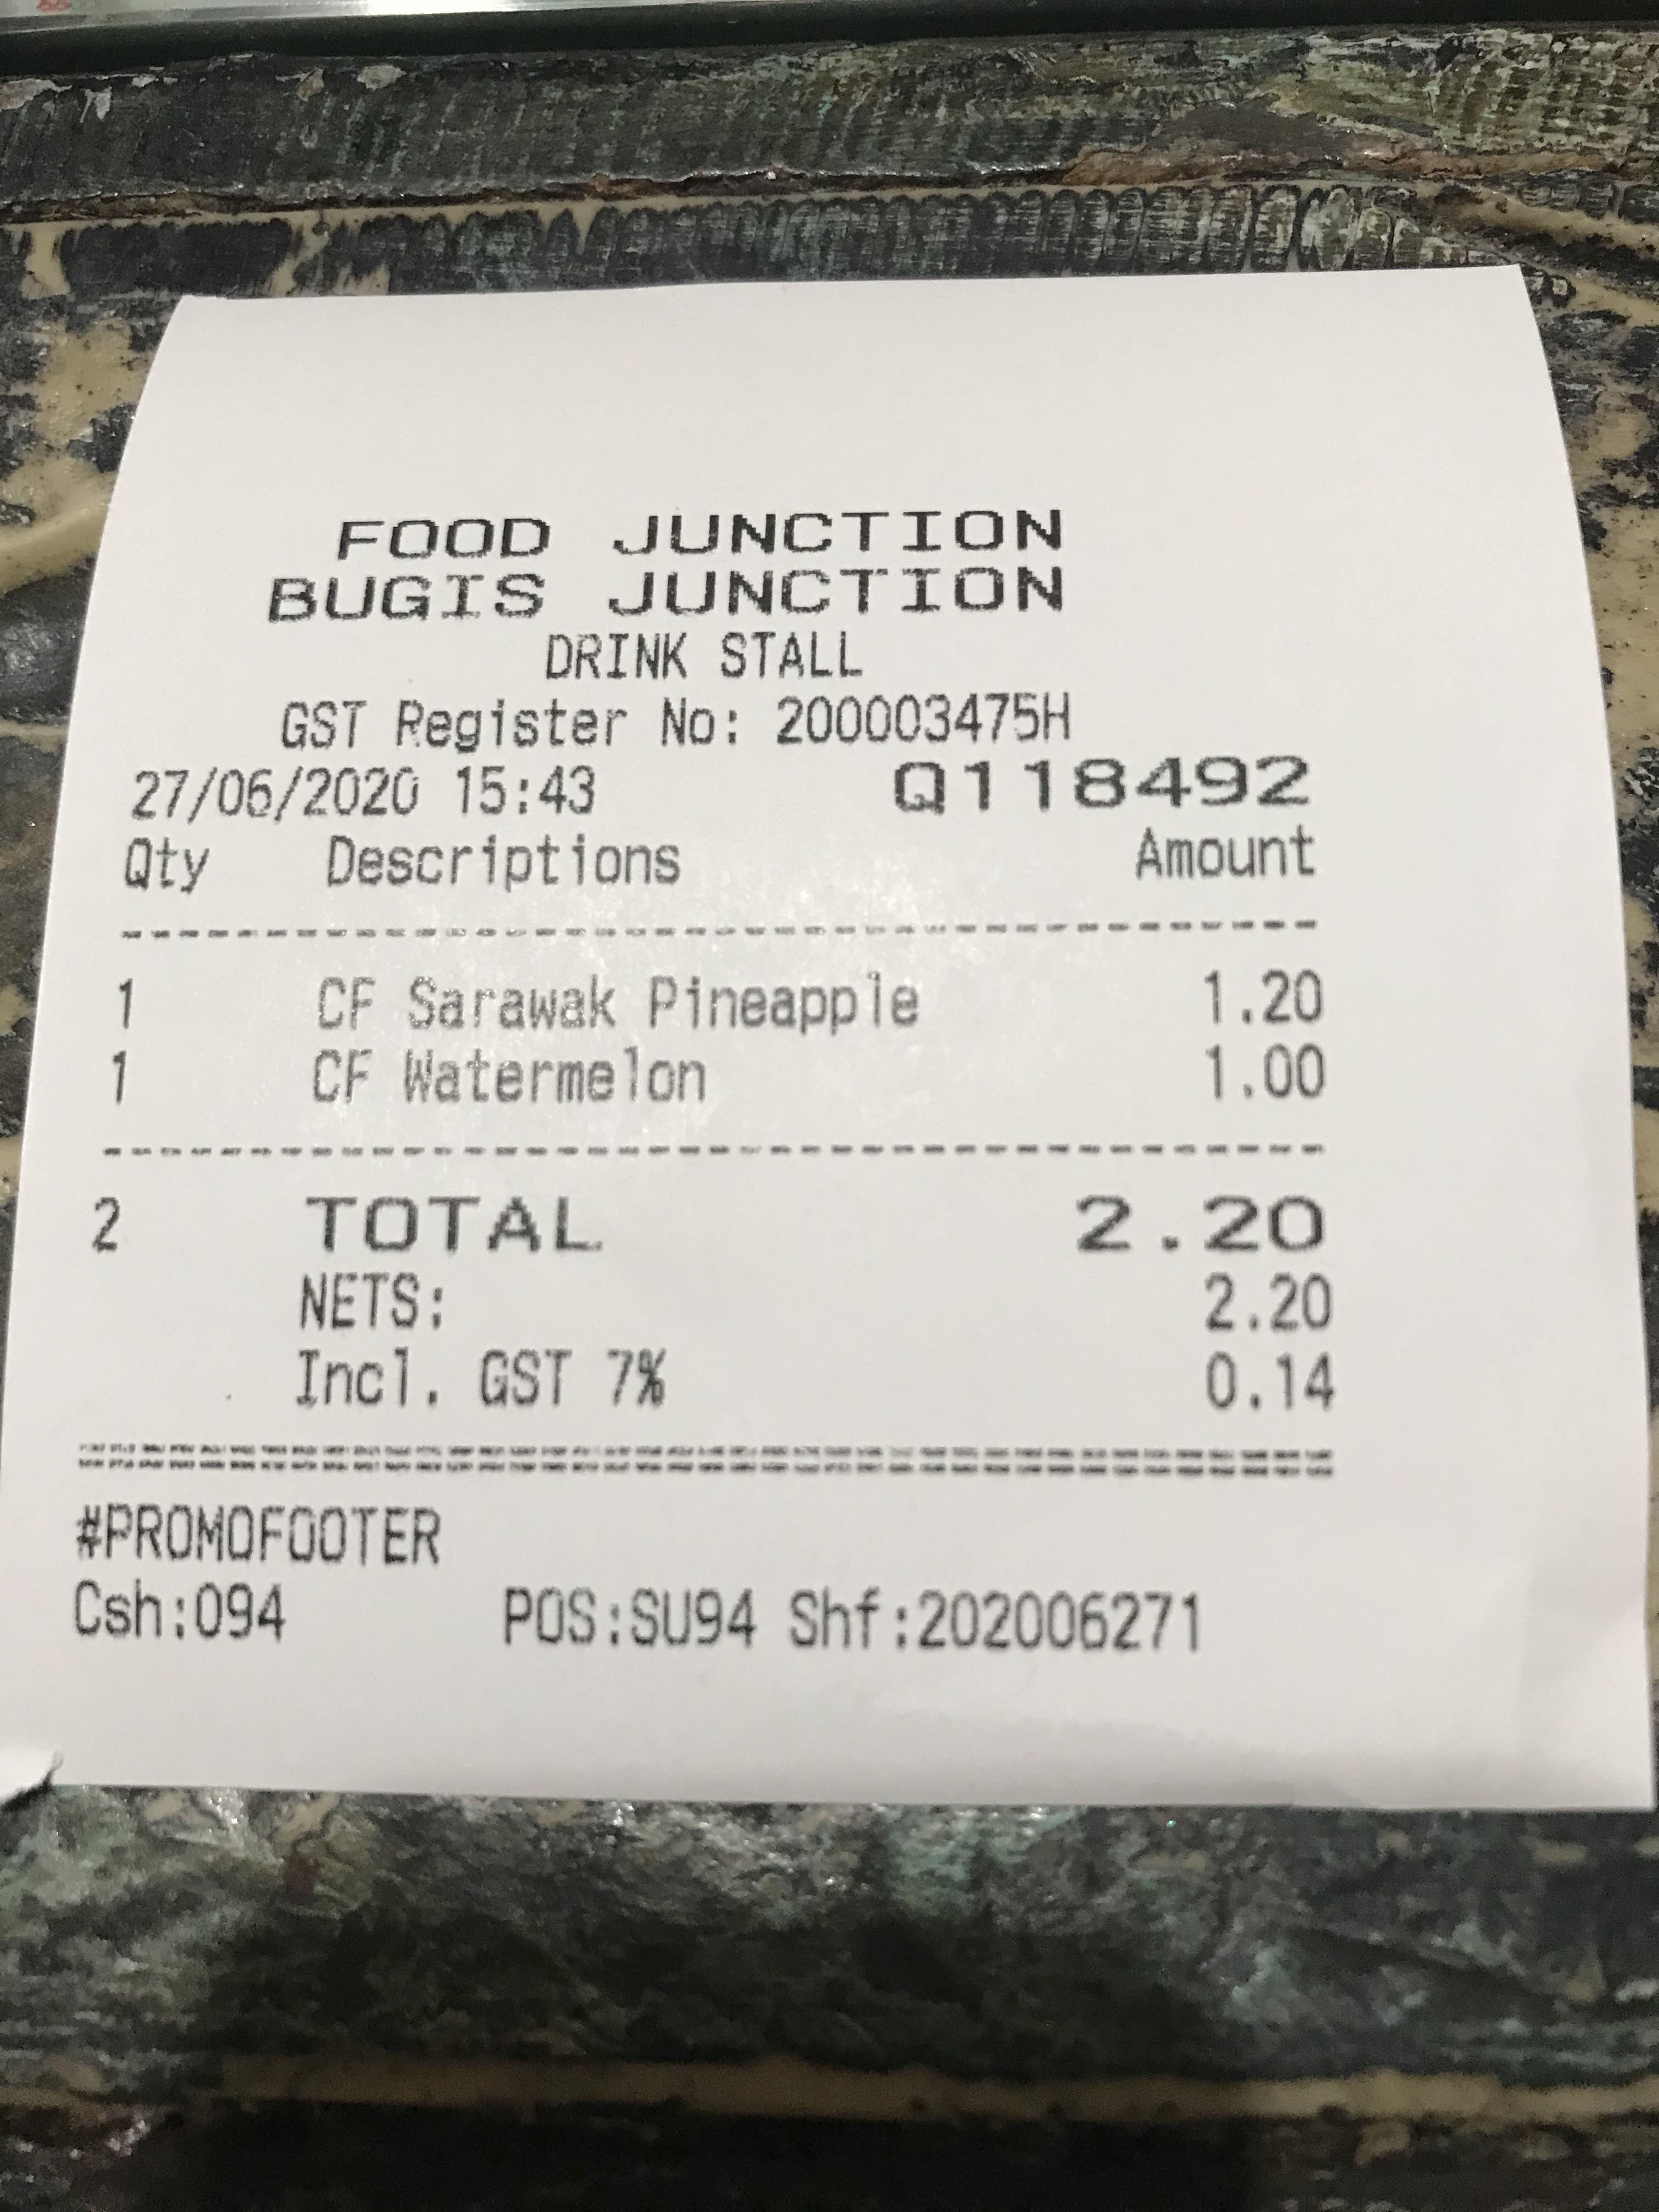 FOOD JUNCTION
BUGIS JUNCTION
DRINK STALL
GST Register No: 200003475H
27/06/2020 15:43 Q118492
Qty Descriptions Amount
1 CF Sarawak Pineapple 1.20
1 CF Watermelon 1.00
2 TOTAL 2.20
NETS: 2.20
Incl. GST 7% 0.14
#PROMOFOOTER
Csh:094 POS:SU94 Shf:202006271